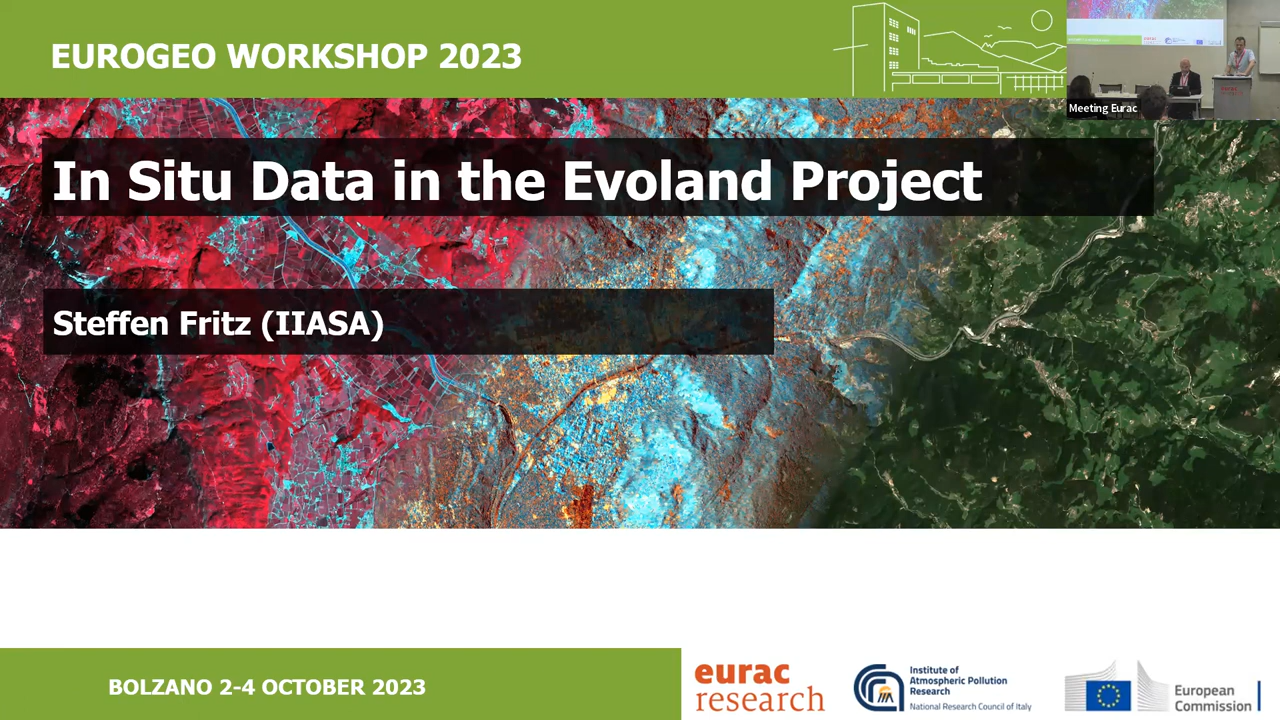 EUROGEO WORKSHOP 2023
Meeting Eurac
In Situ Data in the Evoland Project
Steffen Fritz (IIASA)
BOLZANO 2-4 OCTOBER 2023
eurac
research
Institute of
Atmospheric Pollution
Research
National Research Council of Italy
European
Commission